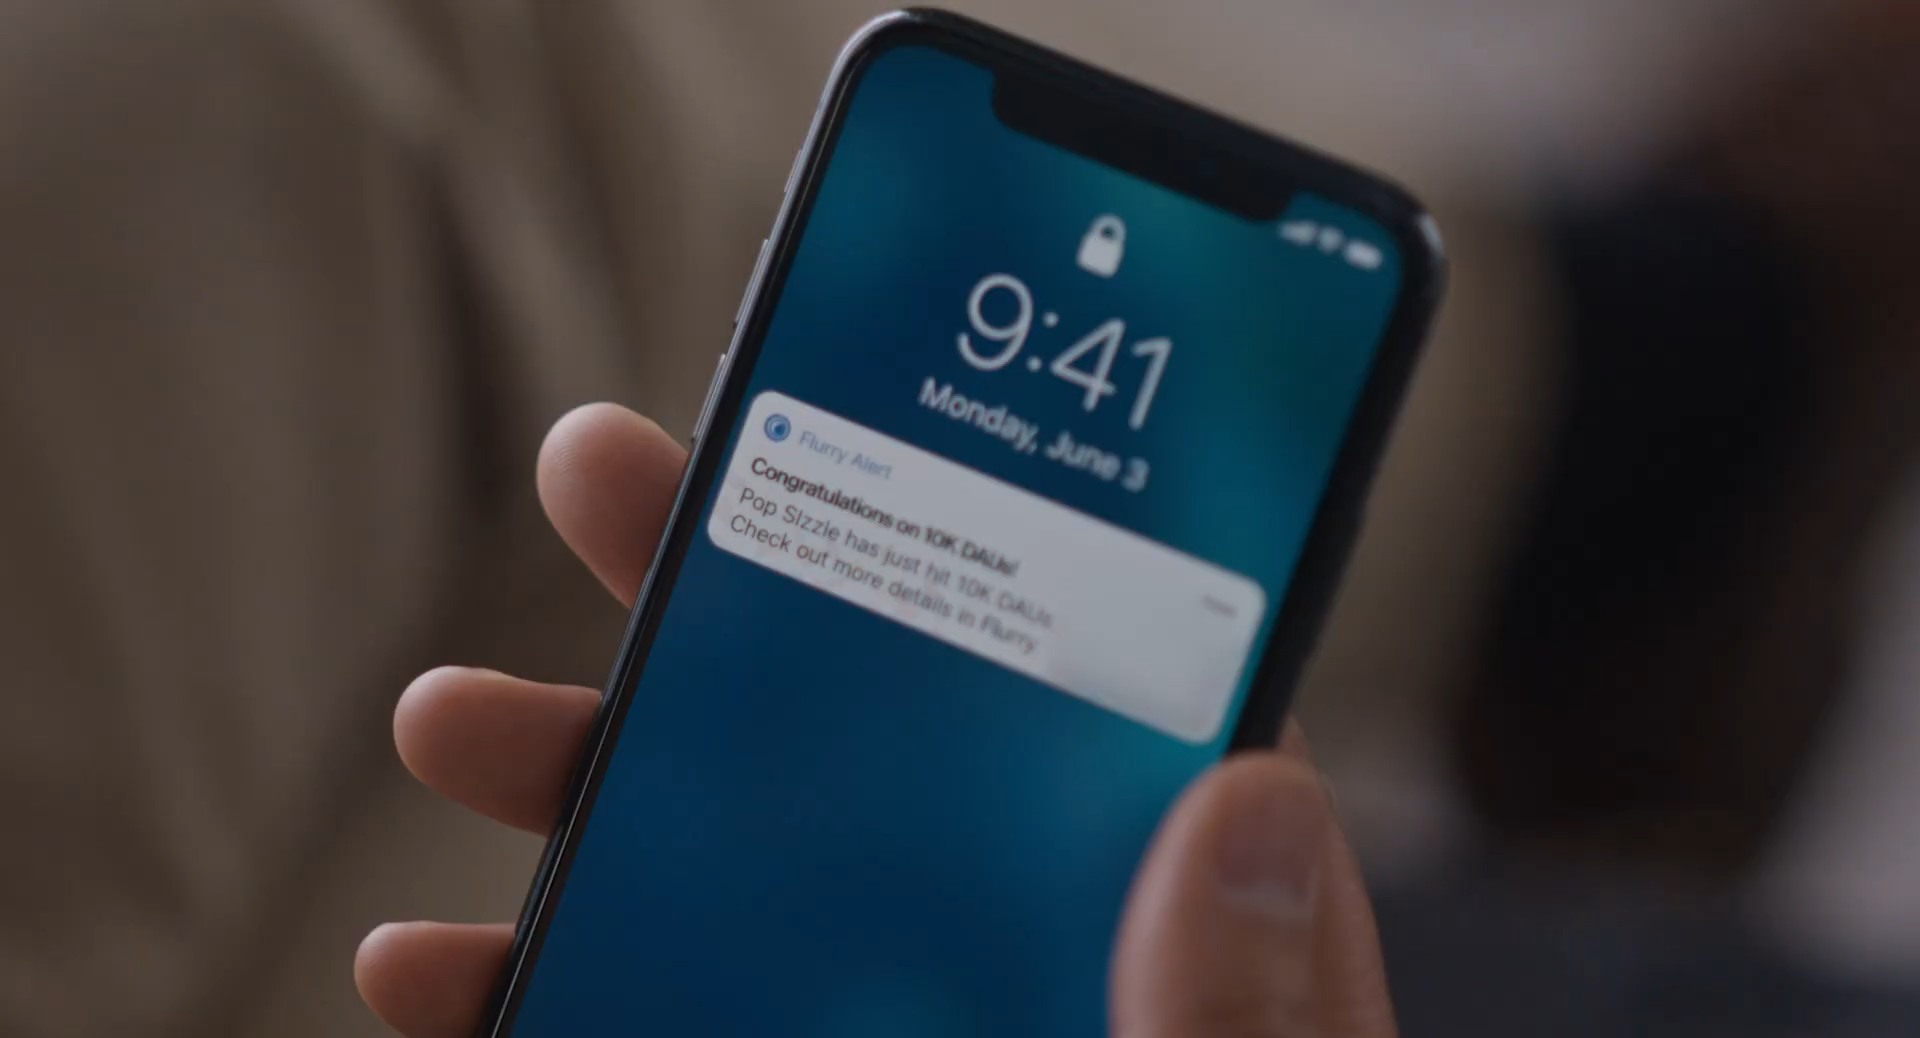 9:41
Monday, June 3
Flurry Alert
Congratulations on 10K DAUs!
Pop SIzzle has just hit 10K DAUs.
Check out more details in Flurry